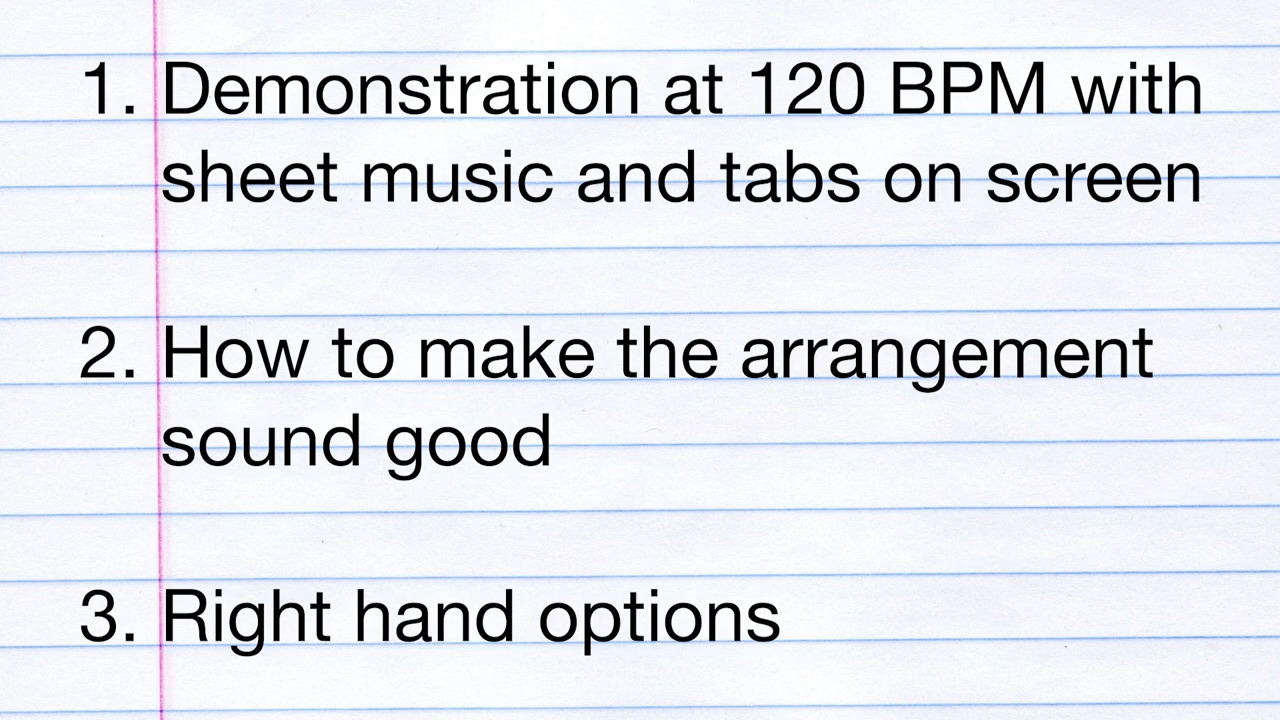 1. Demonstration at 120 BPM with
sheet music and tabs on screen
2. How to make the arrangement
sound good
3. Right hand options